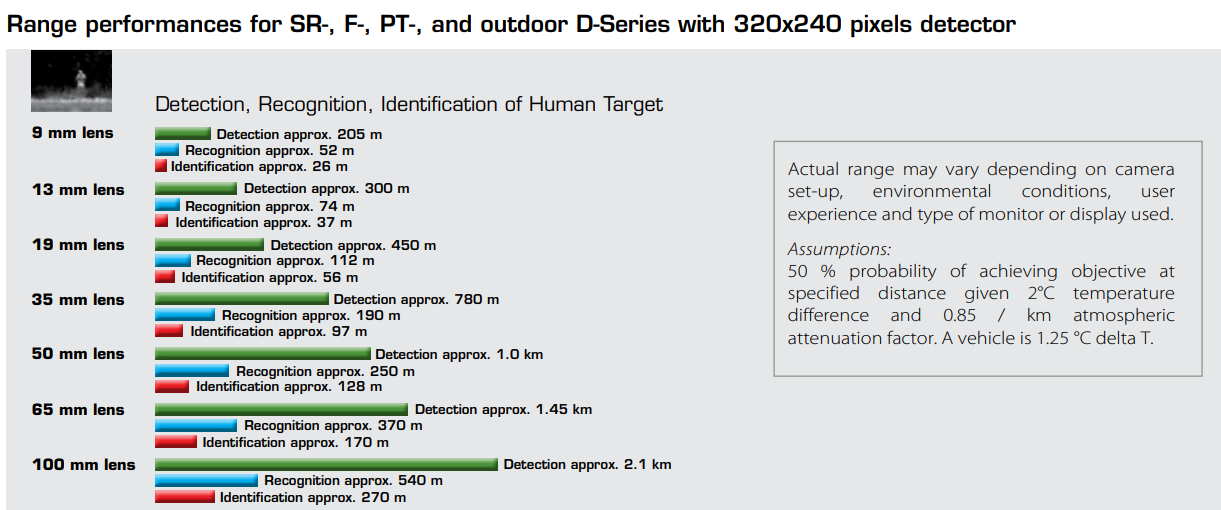 Range performances for SR-, F-, PT-, and outdoor D-Series with 320x240 pixels detector
Detection, Recognition, Identification of Human Target
9 mm lens
Detection approx. 205 m
Recognition approx. 52 m
Identification approx. 26 m
13 mm lens
Detection approx. 300 m
Recognition approx. 74 m
Identification approx. 37 m
19 mm lens
Detection approx. 450 m
Recognition approx. 112 m
Identification approx. 56 m
35 mm lens
Detection approx. 780 m
Recognition approx. 190 m
Identification approx. 97 m
50 mm lens
Detection approx. 1.0 km
Recognition approx. 250 m
Identification approx. 128 m
65 mm lens
Detection approx. 1.45 km
Recognition approx. 370 m
Identification approx. 170 m
100 mm lens
Detection approx. 2.1 km
Recognition approx. 540 m
Identification approx. 270 m
Actual range may vary depending on camera
set-up, environmental conditions, user
experience and type of monitor or display used.
Assumptions:
50 % probability of achieving objective at
specified distance given 2°C temperature
difference and 0.85 / km atmospheric
attenuation factor. A vehicle is 1.25 °C delta T.